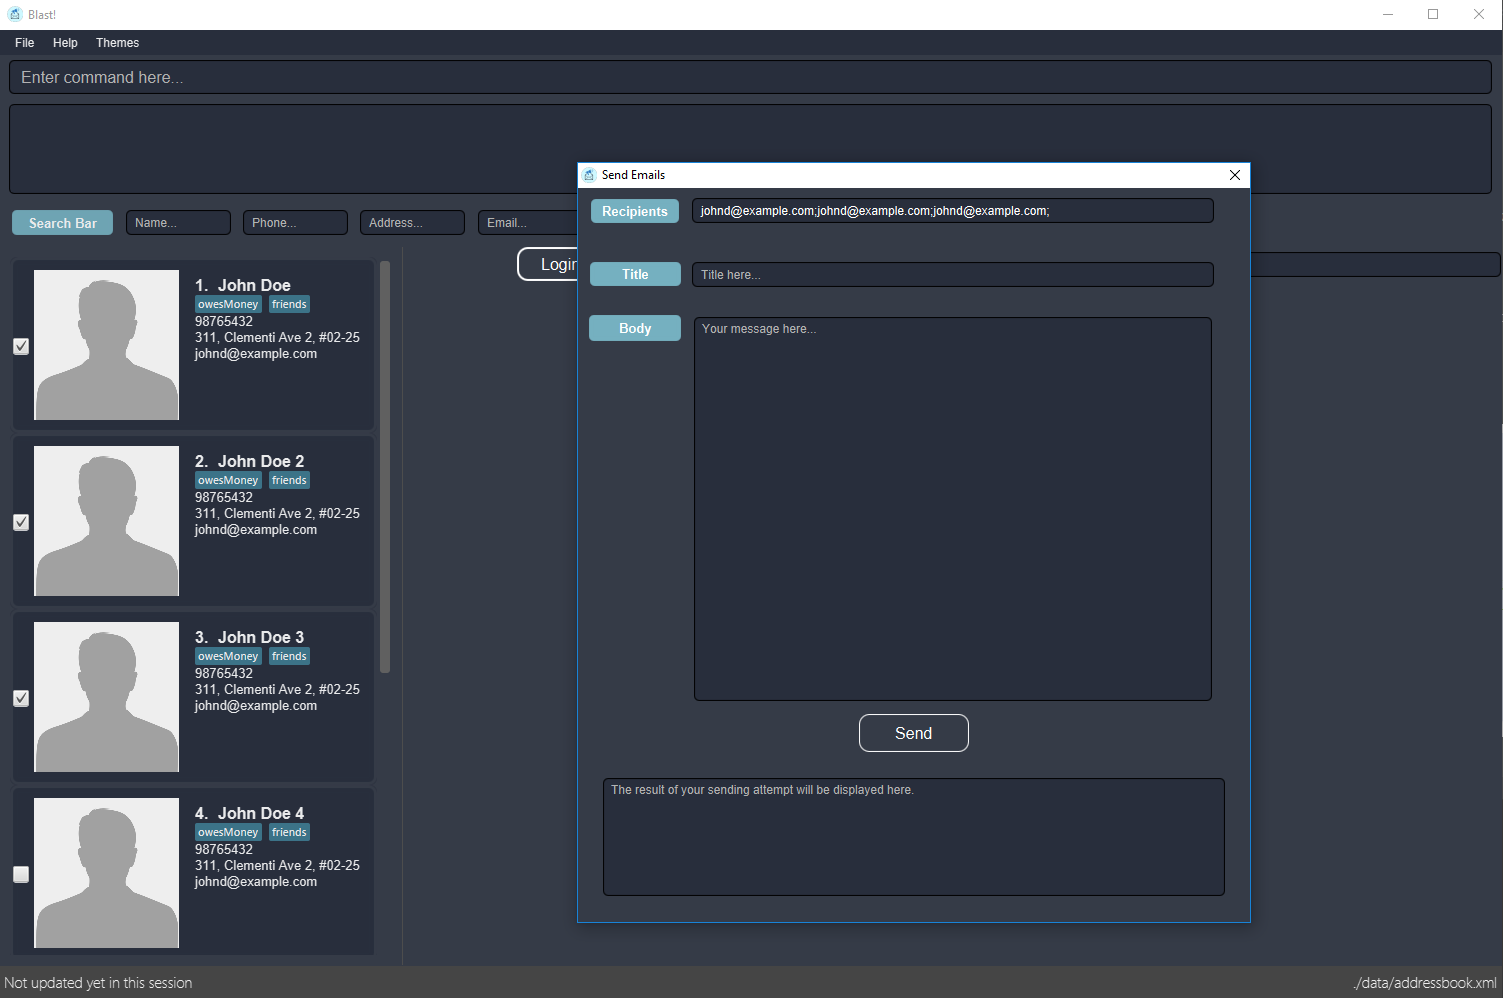 Blast!
File Help Themes
Enter command here...
Search Bar Name... Phone... Address... Email...
1. John Doe
owesMoney friends
98765432
311, Clementi Ave 2, #02-25
johnd@example.com
2. John Doe 2
owesMoney friends
98765432
311, Clementi Ave 2, #02-25
johnd@example.com
3. John Doe 3
owesMoney friends
98765432
311, Clementi Ave 2, #02-25
johnd@example.com
4. John Doe 4
owesMoney friends
98765432
311, Clementi Ave 2, #02-25
johnd@example.com
Login
Send Emails
Recipients johnd@example.com;johnd@example.com;johnd@example.com;
Title Title here...
Body Your message here...
Send
The result of your sending attempt will be displayed here.
Not updated yet in this session ./data/addressbook.xml